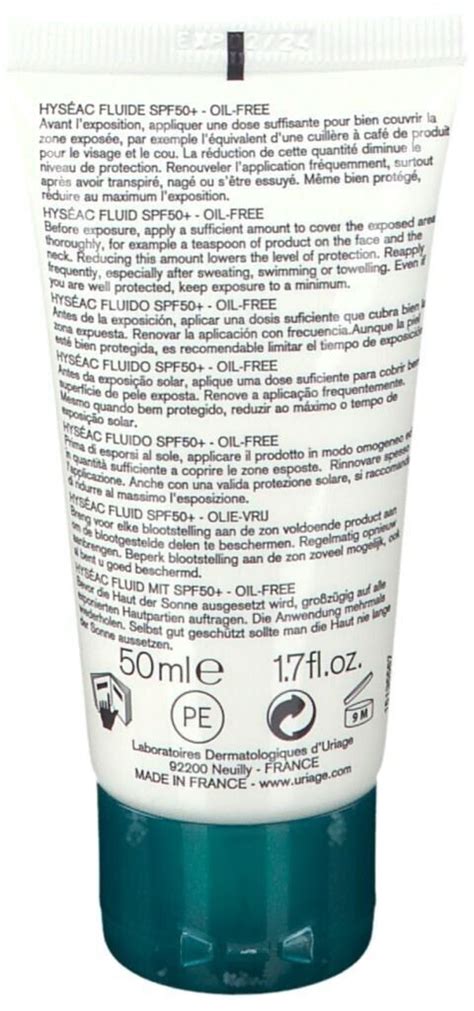 EXP 02/24
HYSÉAC FLUIDE SPF50+ - OIL-FREE
Avant l'exposition, appliquer une dose suffisante pour bien couvrir la
zone exposée, par exemple l'équivalent d'une cuillère à café de produit
pour le visage et le cou. La réduction de cette quantité diminue le
niveau de protection. Renouveler l'application fréquemment, surtout
après avoir transpiré, nagé ou s'être essuyé. Même bien protégé,
réduire au maximum l'exposition.
HYSÉAC FLUID SPF50+ - OIL-FREE
Before exposure, apply a sufficient amount to cover the exposed area
thoroughly, for example a teaspoon of product on the face and the
neck. Reducing this amount lowers the level of protection. Reapply
frequently, especially after sweating, swimming or towelling. Even if
you are well protected, keep exposure to a minimum.
HYSÉAC FLUIDO SPF50+ - OIL-FREE
Antes de la exposición, aplicar una dosis suficiente que cubra bien la
zona expuesta. Renovar la aplicación con frecuencia.Aunque la piel
esté bien protegida, es recomendable limitar el tiempo de exposición
HYSÉAC FLUIDO SPF50+ - OIL-FREE
Antes da exposição solar, aplique uma dose suficiente para cobrir bem
superfície de pele exposta. Renove a aplicação frequentemente.
Mesmo quando bem protegido, reduzir ao máximo o tempo de
exposição solar.
HYSÉAC FLUIDO SPF50+ - OIL-FREE
Prima di esporsi al sole, applicare il prodotto in modo omogeneo ed
in quantità sufficiente a coprire le zone esposte. Rinnovare spesso
l'applicazione. Anche con una valida protezione solare, si raccomanda
di ridurre al massimo l'esposizione.
HYSÉAC FLUID SPF50+ - OLIE-VRIJ
Breng voor elke blootstelling aan de zon voldoende product aan
om de blootgestelde delen te beschermen. Regelmatig opnieuw
aanbrengen. Beperk blootstelling aan de zon zoveel mogelijk, ook
al bent u goed beschermd.
HYSÉAC FLUID MIT SPF50+ - OIL-FREE
Bevor die Haut der Sonne ausgesetzt wird, großzügig auf alle
exponierten Hautpartien auftragen. Die Anwendung mehrmals
wiederholen. Selbst gut geschützt sollte man die Haut nie lange
der Sonne aussetzen.
50ml e 1.7fl.oz.
PE
9 M
Laboratoires Dermatologiques d'Uriage
92200 Neuilly - FRANCE
MADE IN FRANCE - www.uriage.com